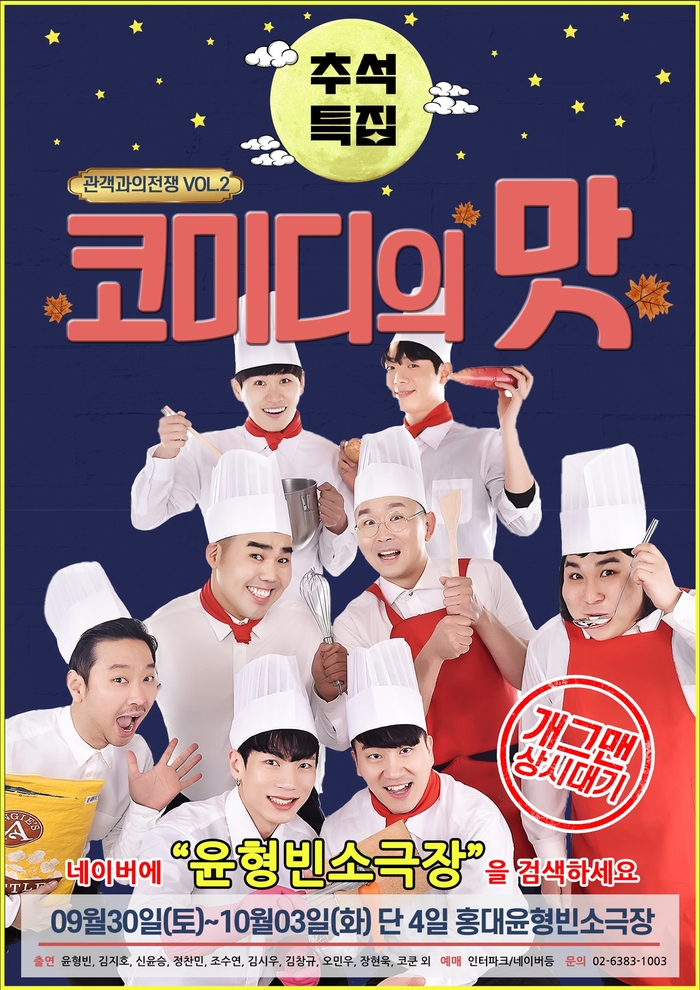 추석
특집
관객과의전쟁 VOL.2
코미디의 맛
개그맨
상시대기
네이버에 “윤형빈소극장”을 검색하세요
09월30일(토)~10월03일(화) 단 4일 홍대윤형빈소극장
출연 윤형빈, 김지호, 신윤승, 정찬민, 조수연, 김시우, 김창규, 오민우, 장현욱, 코쿤 외 예매 인터파크/네이버등 문의 02-6383-1003